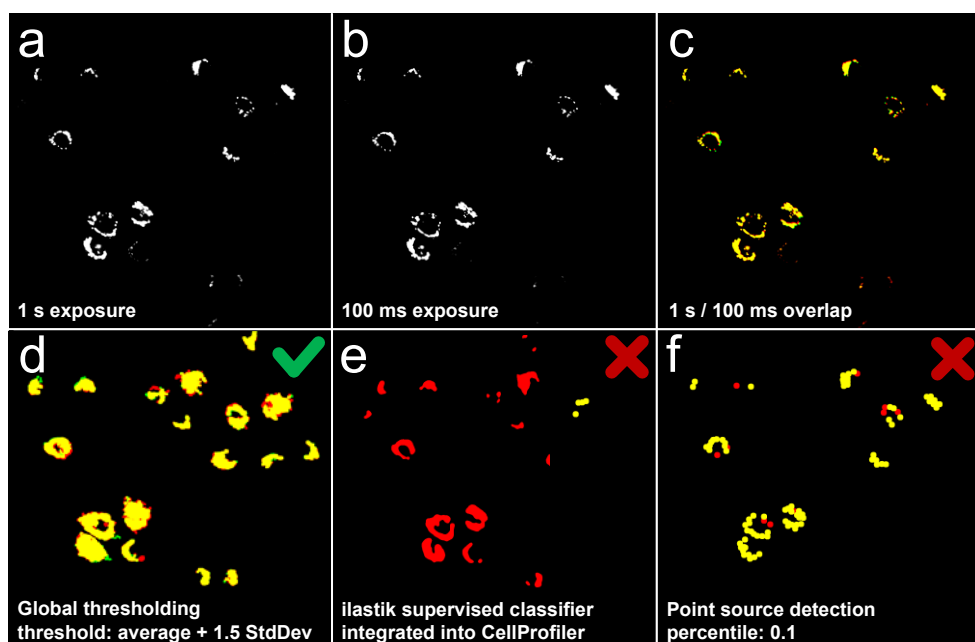 a
b
c
1 s exposure
100 ms exposure
1 s / 100 ms overlap
d
e
f
Global thresholding
threshold: average + 1.5 StdDev
ilastik supervised classifier
integrated into CellProfiler
Point source detection
percentile: 0.1